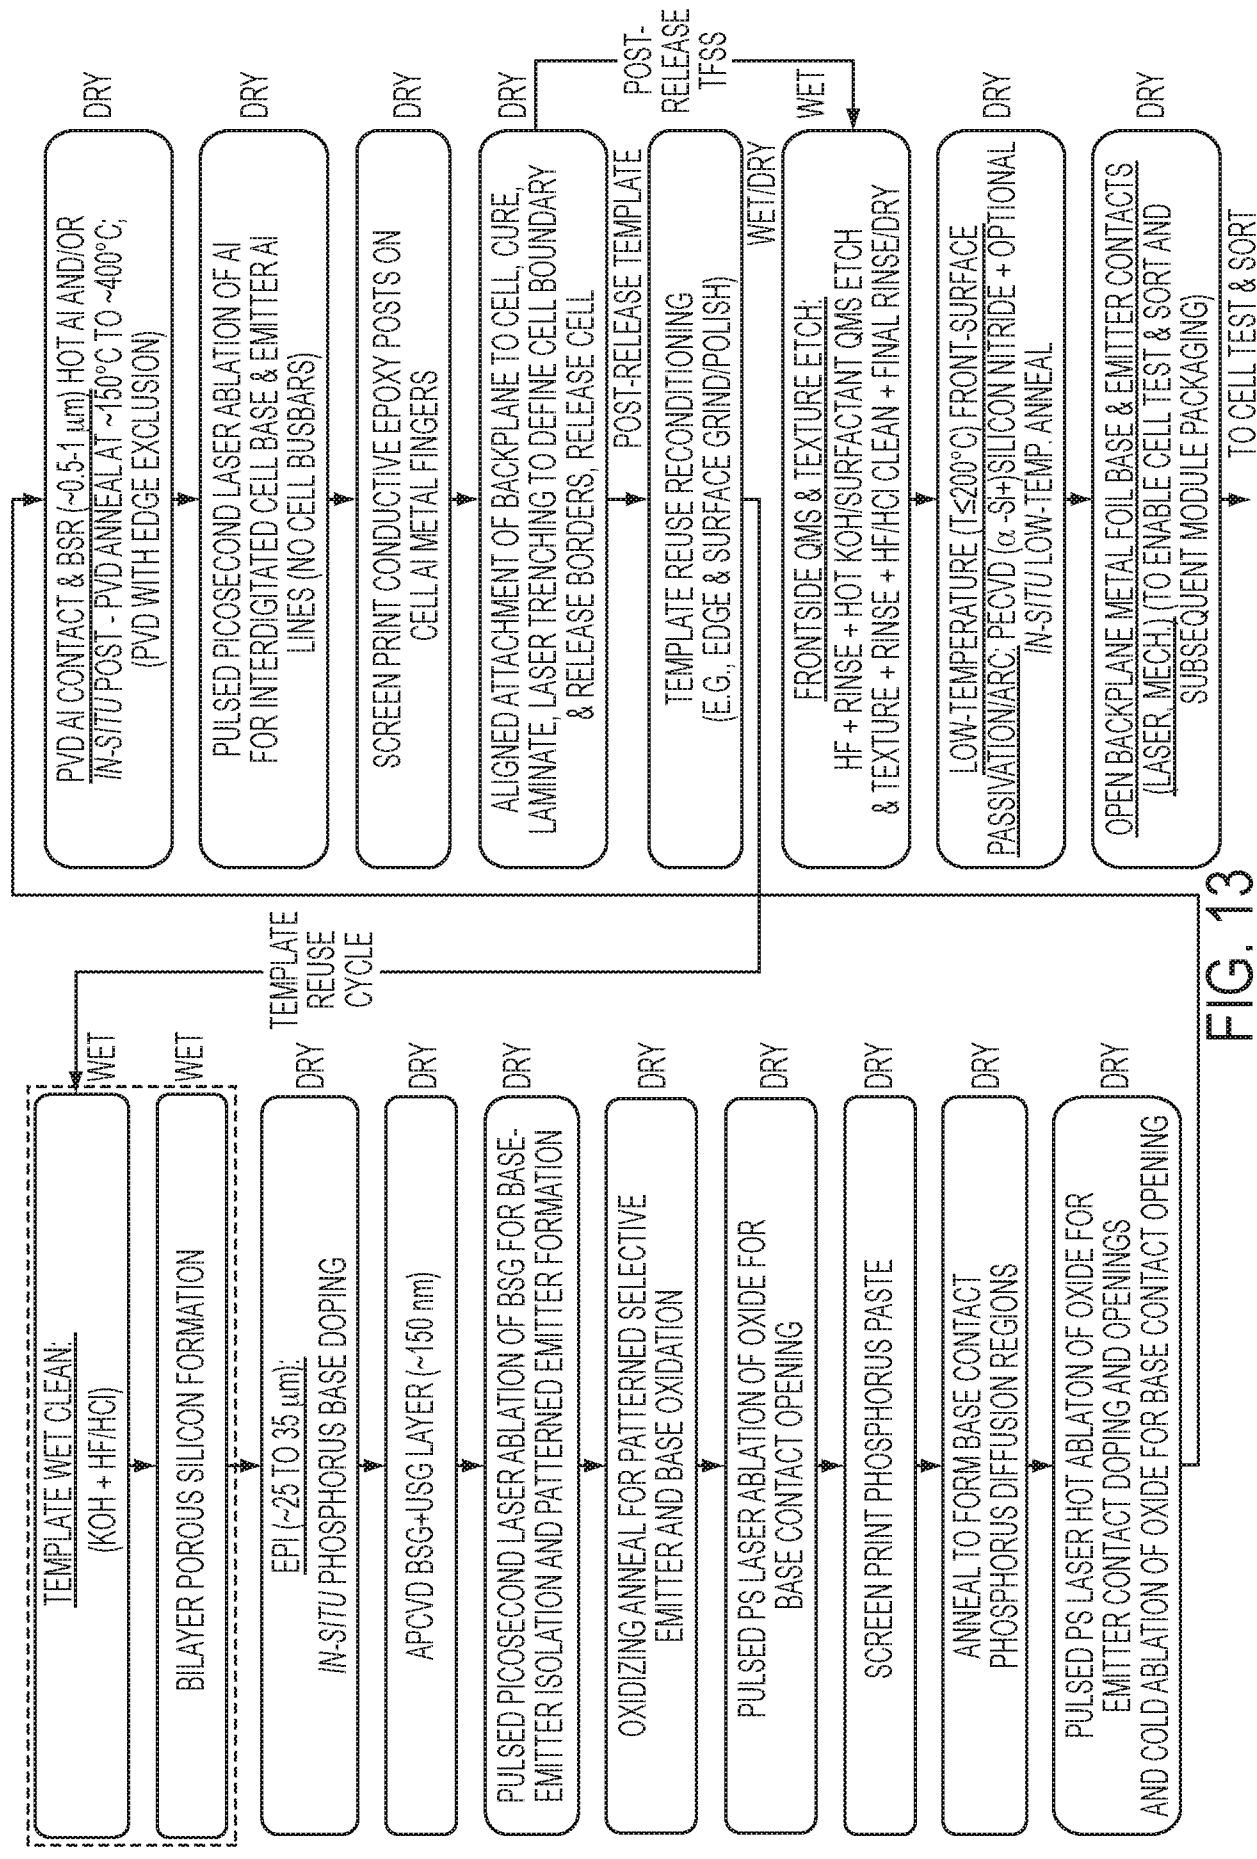 TEMPLATE WET CLEAN:
(KOH + HF/HCl)
WET
BILAYER POROUS SILICON FORMATION
WET
EPI (~25 TO 35 µm):
IN-SITU PHOSPHORUS BASE DOPING
DRY
APCVD BSG+USG LAYER (~150 nm)
DRY
PULSED PICOSECOND LASER ABLATION OF BSG FOR BASE-
EMITTER ISOLATION AND PATTERNED EMITTER FORMATION
DRY
OXIDIZING ANNEAL FOR PATTERNED SELECTIVE
EMITTER AND BASE OXIDATION
DRY
PULSED PS LASER ABLATION OF OXIDE FOR
BASE CONTACT OPENING
DRY
SCREEN PRINT PHOSPHORUS PASTE
DRY
ANNEAL TO FORM BASE CONTACT
PHOSPHORUS DIFFUSION REGIONS
DRY
PULSED PS LASER HOT ABLATON OF OXIDE FOR
EMITTER CONTACT DOPING AND OPENINGS
AND COLD ABLATION OF OXIDE FOR BASE CONTACT OPENING
DRY
TEMPLATE
REUSE
CYCLE
PVD Al CONTACT & BSR (~0.5-1 µm) HOT Al AND/OR
IN-SITU POST - PVD ANNEAL AT ~150°C TO ~400°C;
(PVD WITH EDGE EXCLUSION)
DRY
PULSED PICOSECOND LASER ABLATION OF Al
FOR INTERDIGITATED CELL BASE & EMITTER Al
LINES (NO CELL BUSBARS)
DRY
SCREEN PRINT CONDUCTIVE EPOXY POSTS ON
CELL Al METAL FINGERS
DRY
ALIGNED ATTACHMENT OF BACKPLANE TO CELL, CURE,
LAMINATE, LASER TRENCHING TO DEFINE CELL BOUNDARY
& RELEASE BORDERS, RELEASE CELL
DRY
POST-RELEASE TEMPLATE
POST-
RELEASE
TFSS
TEMPLATE REUSE RECONDITIONING
(E.G., EDGE & SURFACE GRIND/POLISH)
WET/DRY
FRONTSIDE QMS & TEXTURE ETCH:
HF + RINSE + HOT KOH/SURFACTANT QMS ETCH
& TEXTURE + RINSE + HF/HCl CLEAN + FINAL RINSE/DRY
WET
LOW-TEMPERATURE (T≤200°C) FRONT-SURFACE
PASSIVATION/ARC: PECVD (α -Si+)SILICON NITRIDE + OPTIONAL
IN-SITU LOW-TEMP. ANNEAL
DRY
OPEN BACKPLANE METAL FOIL BASE & EMITTER CONTACTS
(LASER, MECH.) (TO ENABLE CELL TEST & SORT AND
SUBSEQUENT MODULE PACKAGING)
DRY
TO CELL TEST & SORT
FIG. 13